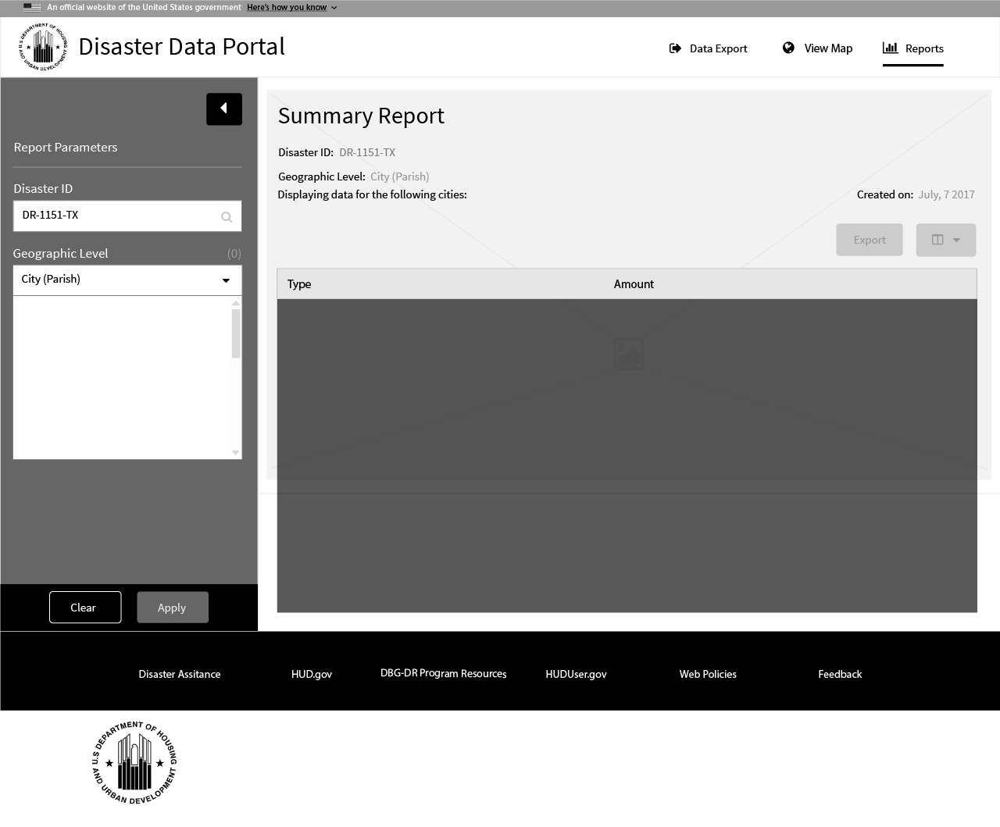 An official website of the United States government Here's how you know
U.S DEPARTMENT OF HOUSING AND URBAN DEVELOPMENT
Disaster Data Portal
Data Export
View Map
Reports
Report Parameters
Disaster ID
DR-1151-TX
Geographic Level (0)
City (Parish)
Clear
Apply
Summary Report
Disaster ID: DR-1151-TX
Geographic Level: City (Parish)
Displaying data for the following cities:
Created on: July, 7 2017
Export
Type Amount
Disaster Assitance
HUD.gov
DBG-DR Program Resources
HUDUser.gov
Web Policies
Feedback
U.S DEPARTMENT OF HOUSING AND URBAN DEVELOPMENT